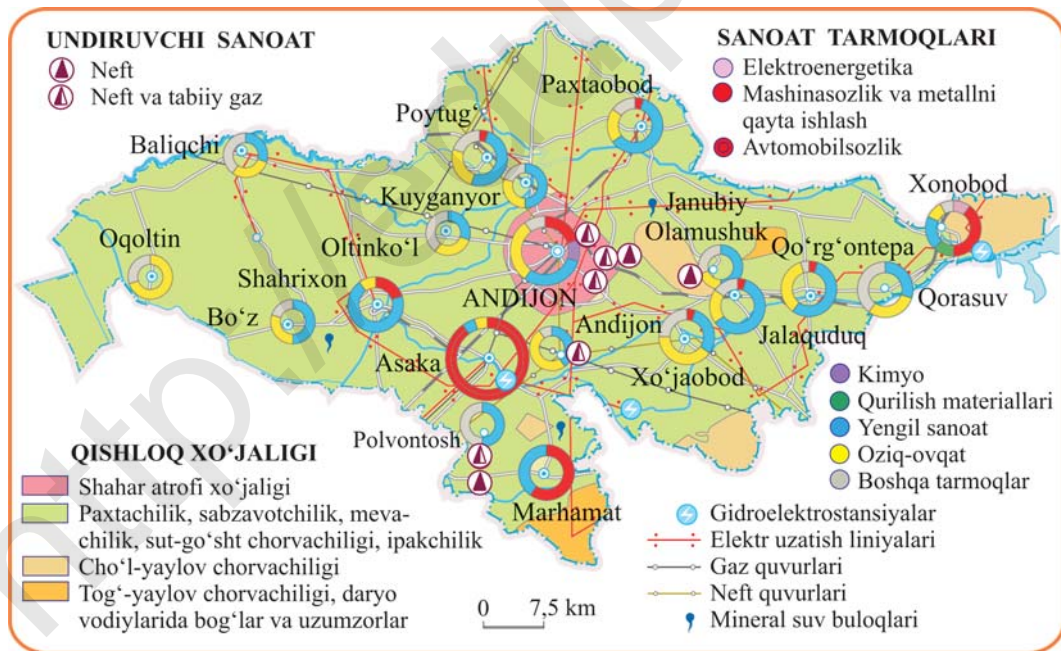 UNDIRUVCHI SANOAT
Neft
Neft va tabiiy gaz
SANOAT TARMOQLARI
Elektroenergetika
Mashinasozlik va metallni
qayta ishlash
Avtomobilsozlik
Paxtaobod
Poytug‘
Baliqchi
Xonobod
Kuyganyor
Janubiy
Olamushuk
Oqoltin
Oltinko‘l
Qo‘rg‘ontepa
Shahrixon
ANDIJON
Qorasuv
Bo‘z
Andijon
Jalaquduq
Asaka
Xo‘jaobod
Polvontosh
Marhamat
Kimyo
Qurilish materiallari
Yengil sanoat
Oziq-ovqat
Boshqa tarmoqlar
QISHLOQ XO‘JALIGI
Shahar atrofi xo‘jaligi
Paxtachilik, sabzavotchilik, meva-
chilik, sut-go‘sht chorvachiligi, ipakchilik
Cho‘l-yaylov chorvachiligi
Tog‘-yaylov chorvachiligi, daryo
vodiylarida bog‘lar va uzumzorlar
0 7,5 km
Gidroelektrostansiyalar
Elektr uzatish liniyalari
Gaz quvurlari
Neft quvurlari
Mineral suv buloqlari